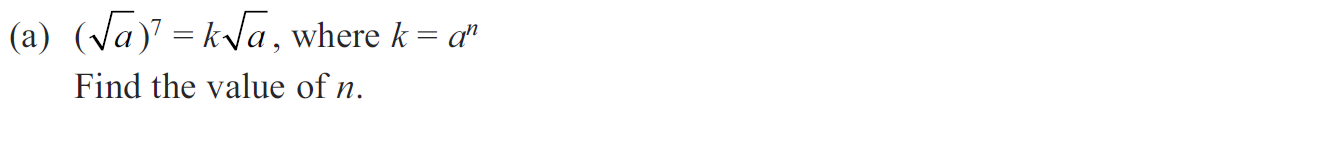 (a) (√a)⁷ = k√a, where k = aⁿ
Find the value of n.